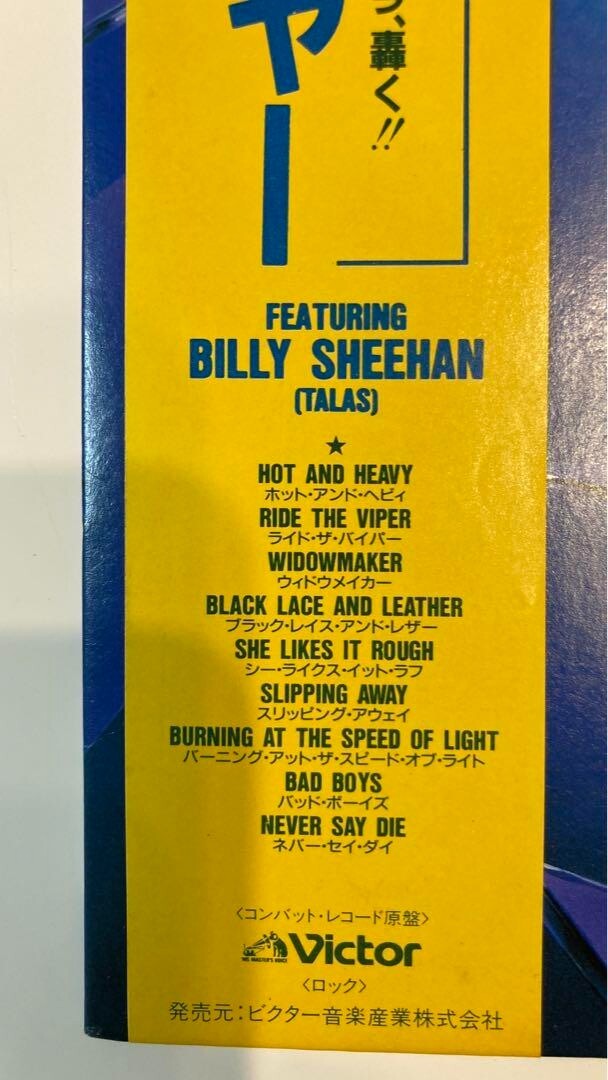 つ、轟く!!
ャー
FEATURING
BILLY SHEEHAN
(TALAS)
★
HOT AND HEAVY
ホット・アンド・ヘビィ
RIDE THE VIPER
ライド・ザ・バイパー
WIDOWMAKER
ウィドウメイカー
BLACK LACE AND LEATHER
ブラック・レイス・アンド・レザー
SHE LIKES IT ROUGH
シー・ライクス・イット・ラフ
SLIPPING AWAY
スリッピング・アウェイ
BURNING AT THE SPEED OF LIGHT
バーニング・アット・ザ・スピード・オブ・ライト
BAD BOYS
バッド・ボーイズ
NEVER SAY DIE
ネバー・セイ・ダイ
〈コンバット・レコード原盤〉
HIS MASTER'S VOICE Victor
〈ロック〉
発売元:ビクター音楽産業株式会社